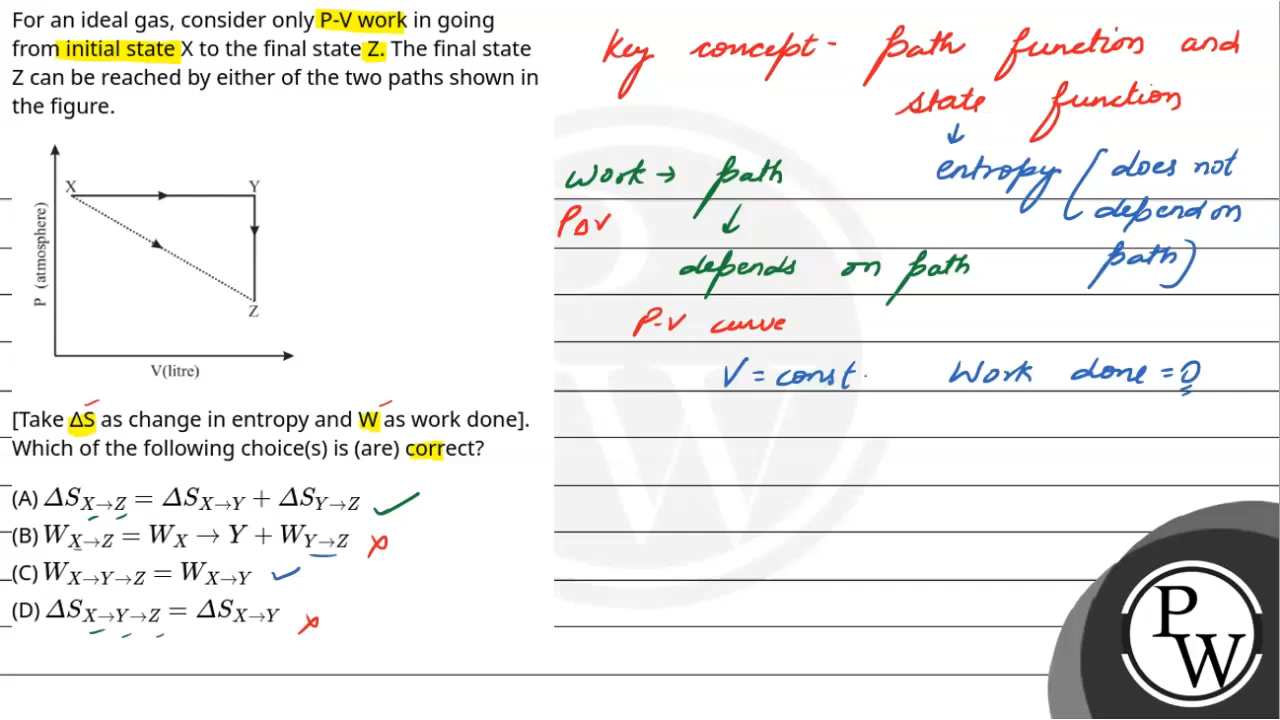 For an ideal gas, consider only P-V work in going
from initial state X to the final state Z. The final state
Z can be reached by either of the two paths shown in
the figure.
X
Y
Z
P (atmosphere)
V(litre)
[Take ΔS as change in entropy and W as work done].
Which of the following choice(s) is (are) correct?
(A) ΔS_{X→Z} = ΔS_{X→Y} + ΔS_{Y→Z}
(B) W_{X→Z} = W_X → Y + W_{Y→Z}
(C) W_{X→Y→Z} = W_{X→Y}
(D) ΔS_{X→Y→Z} = ΔS_{X→Y}
Key concept - path function and
state function
↓
work → path
entropy (does not
PΔV
↓
depend on
depends on path
path)
P-V curve
V = const.
Work done = 0
P
W